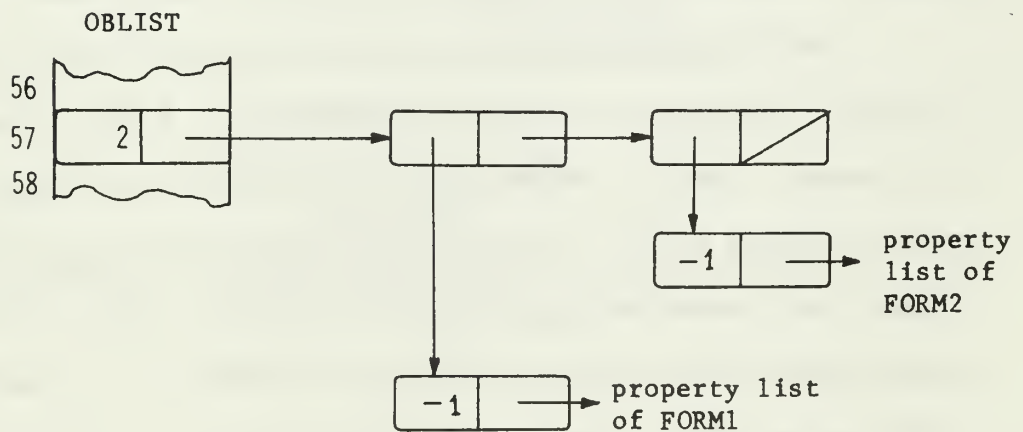 OBLIST
56
57 2
58
-1 property
list of
FORM2
-1 property list
of FORM1